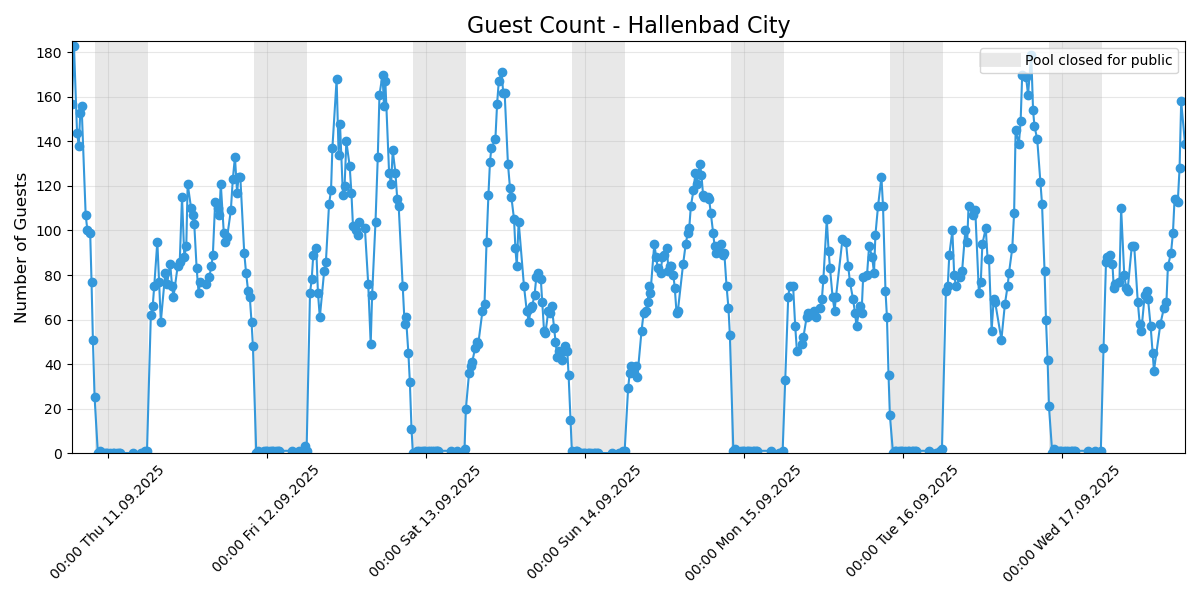 Guest Count - Hallenbad City
Pool closed for public
Number of Guests
180
160
140
120
100
80
60
40
20
0
00:00 Thu 11.09.2025
00:00 Fri 12.09.2025
00:00 Sat 13.09.2025
00:00 Sun 14.09.2025
00:00 Mon 15.09.2025
00:00 Tue 16.09.2025
00:00 Wed 17.09.2025